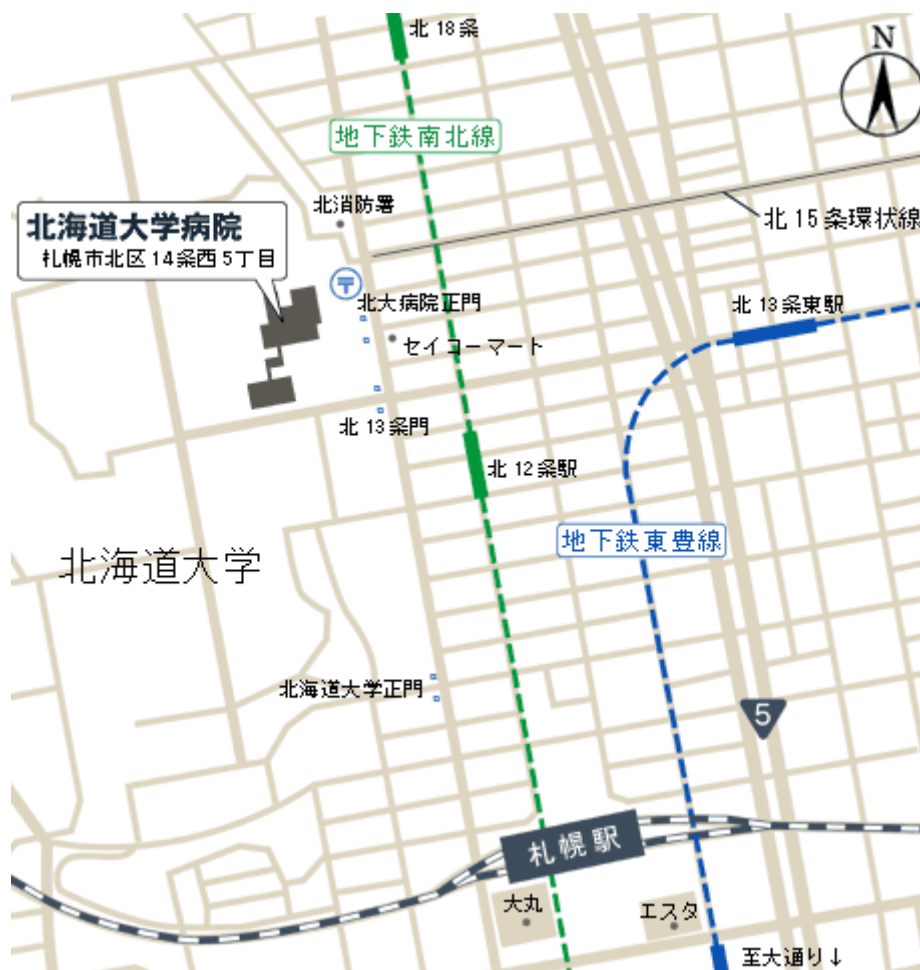 北18条
N
地下鉄南北線
北消防署
北15条環状線
北海道大学病院
札幌市北区14条西5丁目
〒
北大病院正門
北13条東駅
セイコーマート
北13条門
北12条駅
地下鉄東豊線
北海道大学
北海道大学正門
5
札幌駅
大丸
エスタ
至大通り↓